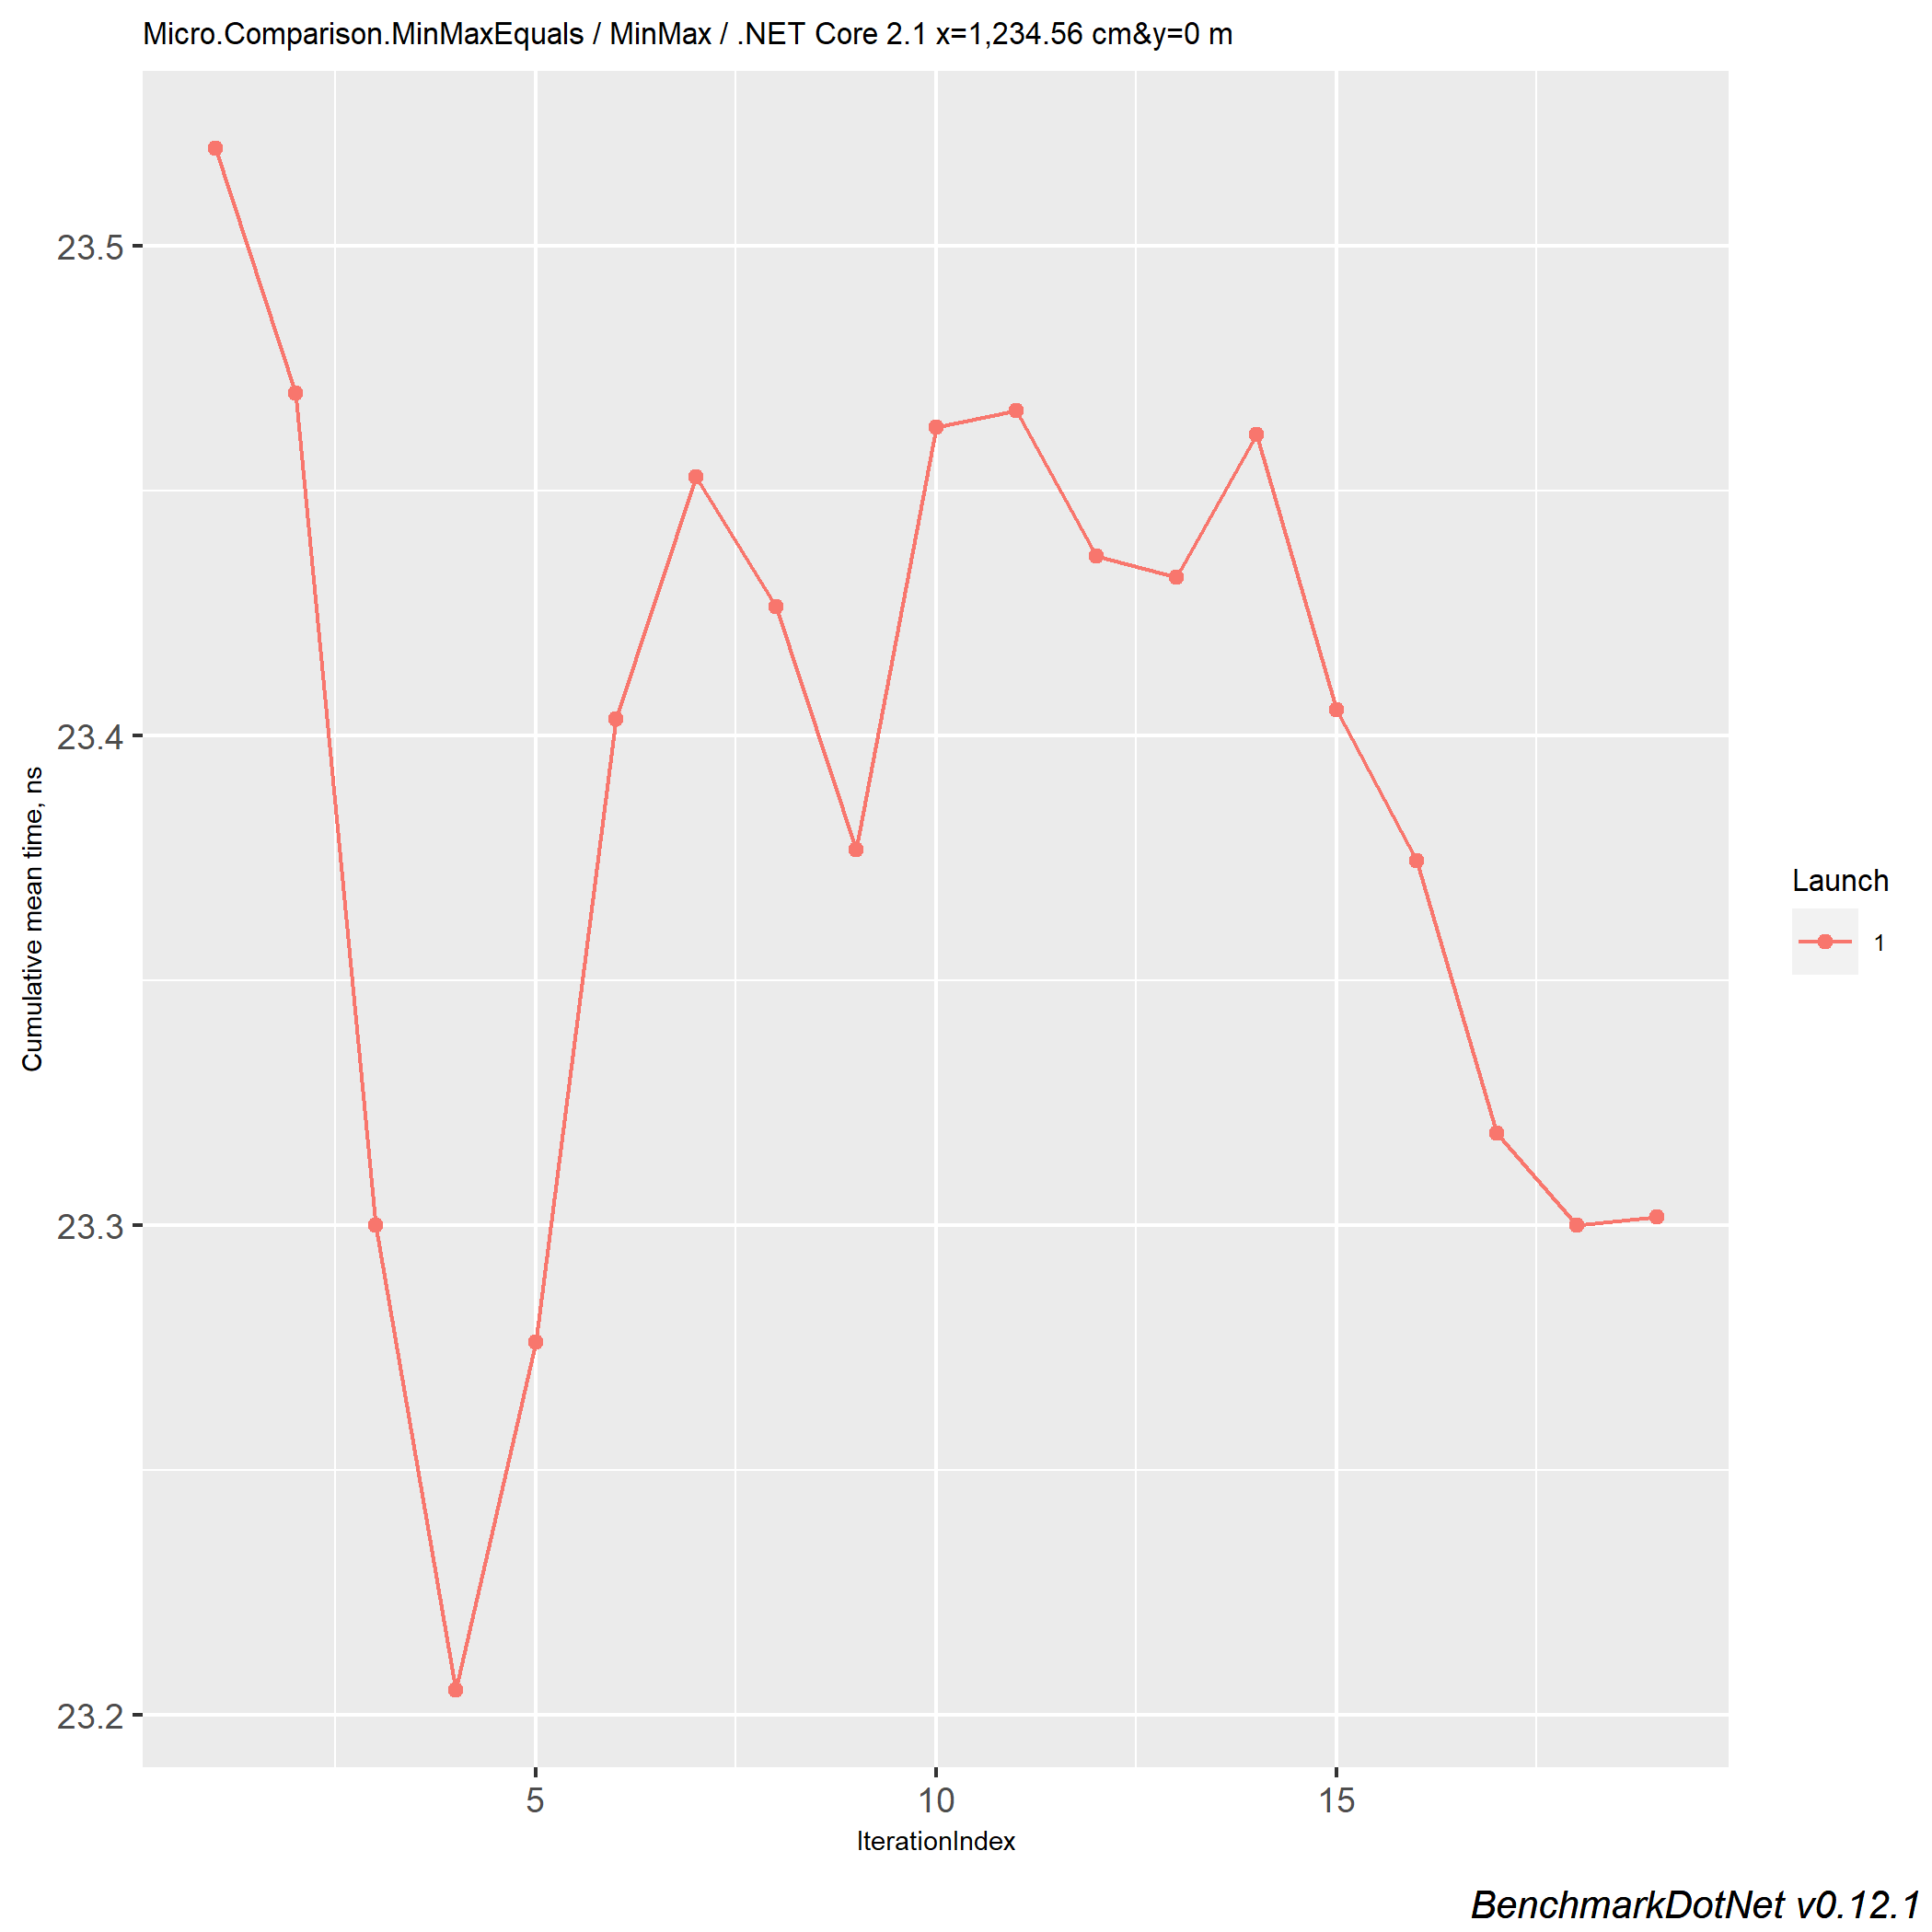 Micro.Comparison.MinMaxEquals / MinMax / .NET Core 2.1 x=1,234.56 cm&y=0 m
23.5
23.4
23.3
23.2
Cumulative mean time, ns
5 10 15
IterationIndex
Launch
1
BenchmarkDotNet v0.12.1